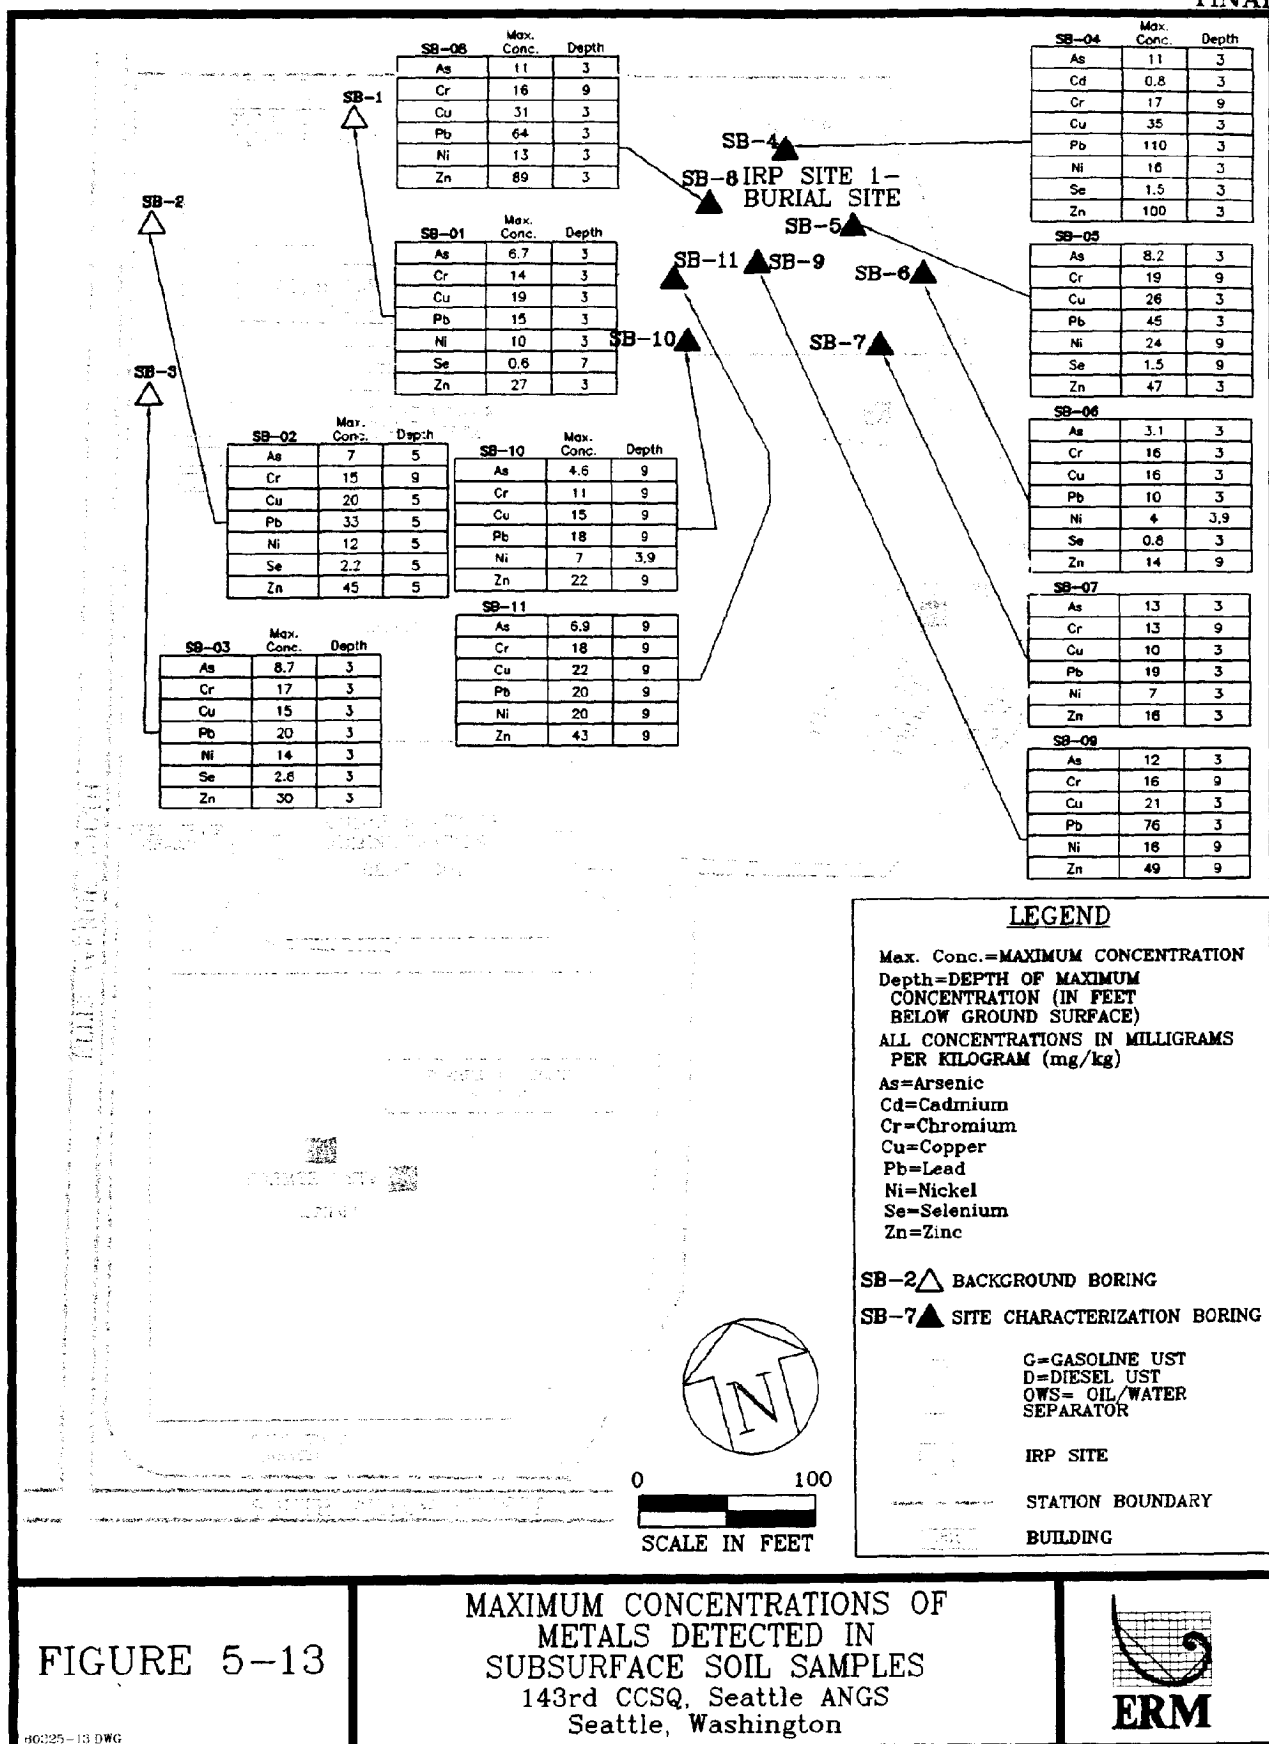 FINAL
SB-08 Max. Conc. Depth
As 11 3
Cr 16 9
Cu 31 3
Pb 64 3
Ni 13 3
Zn 89 3
SB-04 Max. Conc. Depth
As 11 3
Cd 0.8 3
Cr 17 9
Cu 35 3
Pb 110 3
Ni 16 3
Se 1.5 3
Zn 100 3
SB-1
SB-2
SB-3
SB-4
SB-8 IRP SITE 1-
BURIAL SITE
SB-5
SB-11
SB-9
SB-6
SB-10
SB-7
SB-01 Max. Conc. Depth
As 6.7 3
Cr 14 3
Cu 19 3
Pb 15 3
Ni 10 3
Se 0.6 7
Zn 27 3
SB-05
As 8.2 3
Cr 19 9
Cu 26 3
Pb 45 3
Ni 24 9
Se 1.5 9
Zn 47 3
SB-02 Max. Conc. Depth
As 7 5
Cr 15 9
Cu 20 5
Pb 33 5
Ni 12 5
Se 2.2 5
Zn 45 5
SB-10 Max. Conc. Depth
As 4.6 9
Cr 11 9
Cu 15 9
Pb 18 9
Ni 7 3,9
Zn 22 9
SB-06
As 3.1 3
Cr 16 3
Cu 16 3
Pb 10 3
Ni 4 3,9
Se 0.8 3
Zn 14 9
SB-11
As 6.9 9
Cr 18 9
Cu 22 9
Pb 20 9
Ni 20 9
Zn 43 9
SB-07
As 13 3
Cr 13 9
Cu 10 3
Pb 19 3
Ni 7 3
Zn 16 3
SB-03 Max. Conc. Depth
As 8.7 3
Cr 17 3
Cu 15 3
Pb 20 3
Ni 14 3
Se 2.6 3
Zn 30 3
SB-09
As 12 3
Cr 16 9
Cu 21 3
Pb 76 3
Ni 16 9
Zn 49 9
LEGEND
Max. Conc.=MAXIMUM CONCENTRATION
Depth=DEPTH OF MAXIMUM
CONCENTRATION (IN FEET
BELOW GROUND SURFACE)
ALL CONCENTRATIONS IN MILLIGRAMS
PER KILOGRAM (mg/kg)
As=Arsenic
Cd=Cadmium
Cr=Chromium
Cu=Copper
Pb=Lead
Ni=Nickel
Se=Selenium
Zn=Zinc
SB-2 BACKGROUND BORING
SB-7 SITE CHARACTERIZATION BORING
G=GASOLINE UST
D=DIESEL UST
OWS= OIL/WATER
SEPARATOR
IRP SITE
STATION BOUNDARY
BUILDING
N
0 100
SCALE IN FEET
FIGURE 5-13
MAXIMUM CONCENTRATIONS OF
METALS DETECTED IN
SUBSURFACE SOIL SAMPLES
143rd CCSQ, Seattle ANGS
Seattle, Washington
ERM